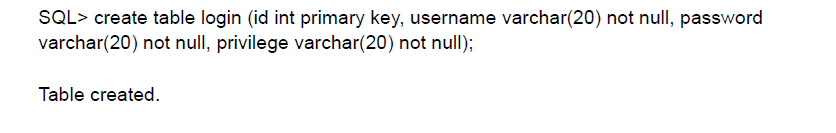 SQL> create table login (id int primary key, username varchar(20) not null, password
varchar(20) not null, privilege varchar(20) not null);
Table created.